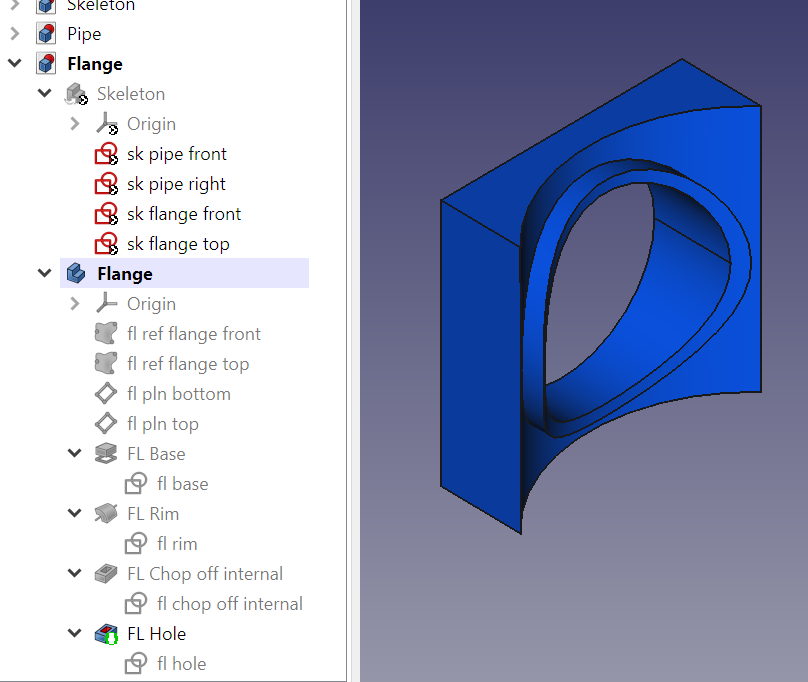 Skeleton
Pipe
Flange
Skeleton
Origin
sk pipe front
sk pipe right
sk flange front
sk flange top
Flange
Origin
fl ref flange front
fl ref flange top
fl pln bottom
fl pln top
FL Base
fl base
FL Rim
fl rim
FL Chop off internal
fl chop off internal
FL Hole
fl hole